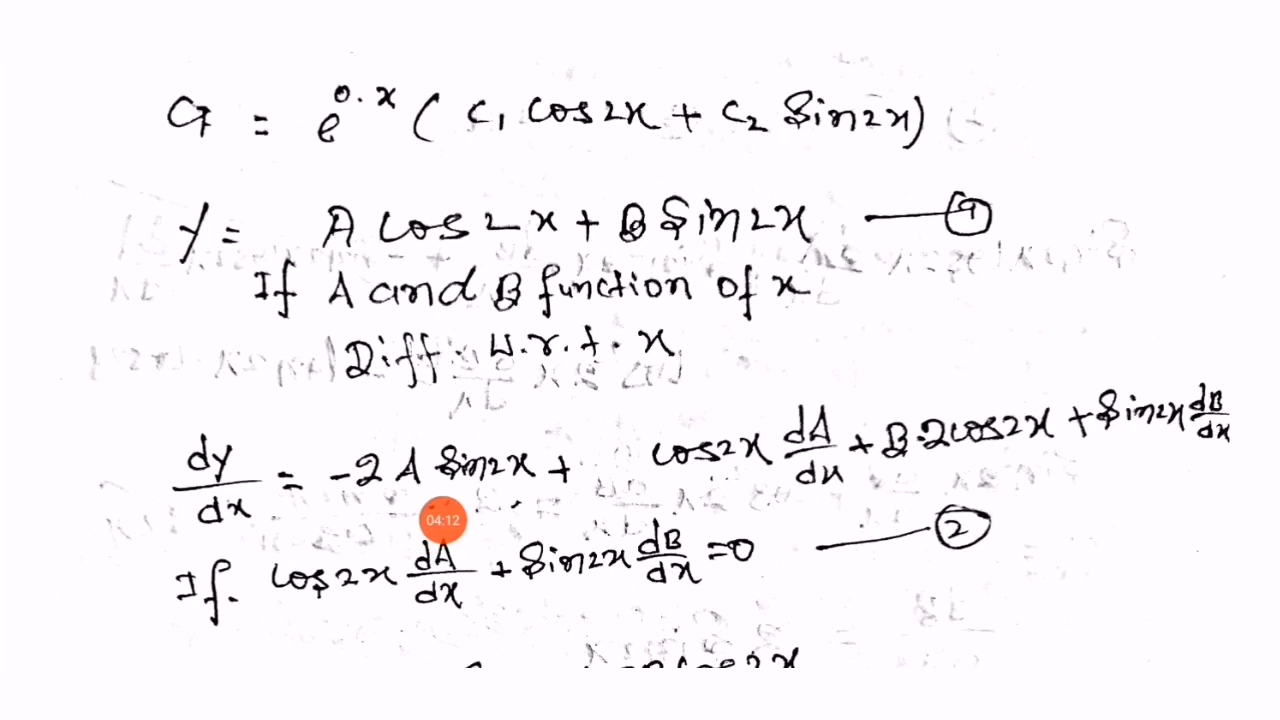 CF = e^{0.x} ( C₁ cos2x + C₂ Sin2x)
y = A cos2x + B Sin2x —— ①
If A and B function of x
Diff. w.r.t. x
dy/dx = -2 A Sin2x + cos2x dA/dx + B.2cos2x + Sin2x dB/dx
04:12
If. cos2x dA/dx + Sin2x dB/dx = 0 —— ②